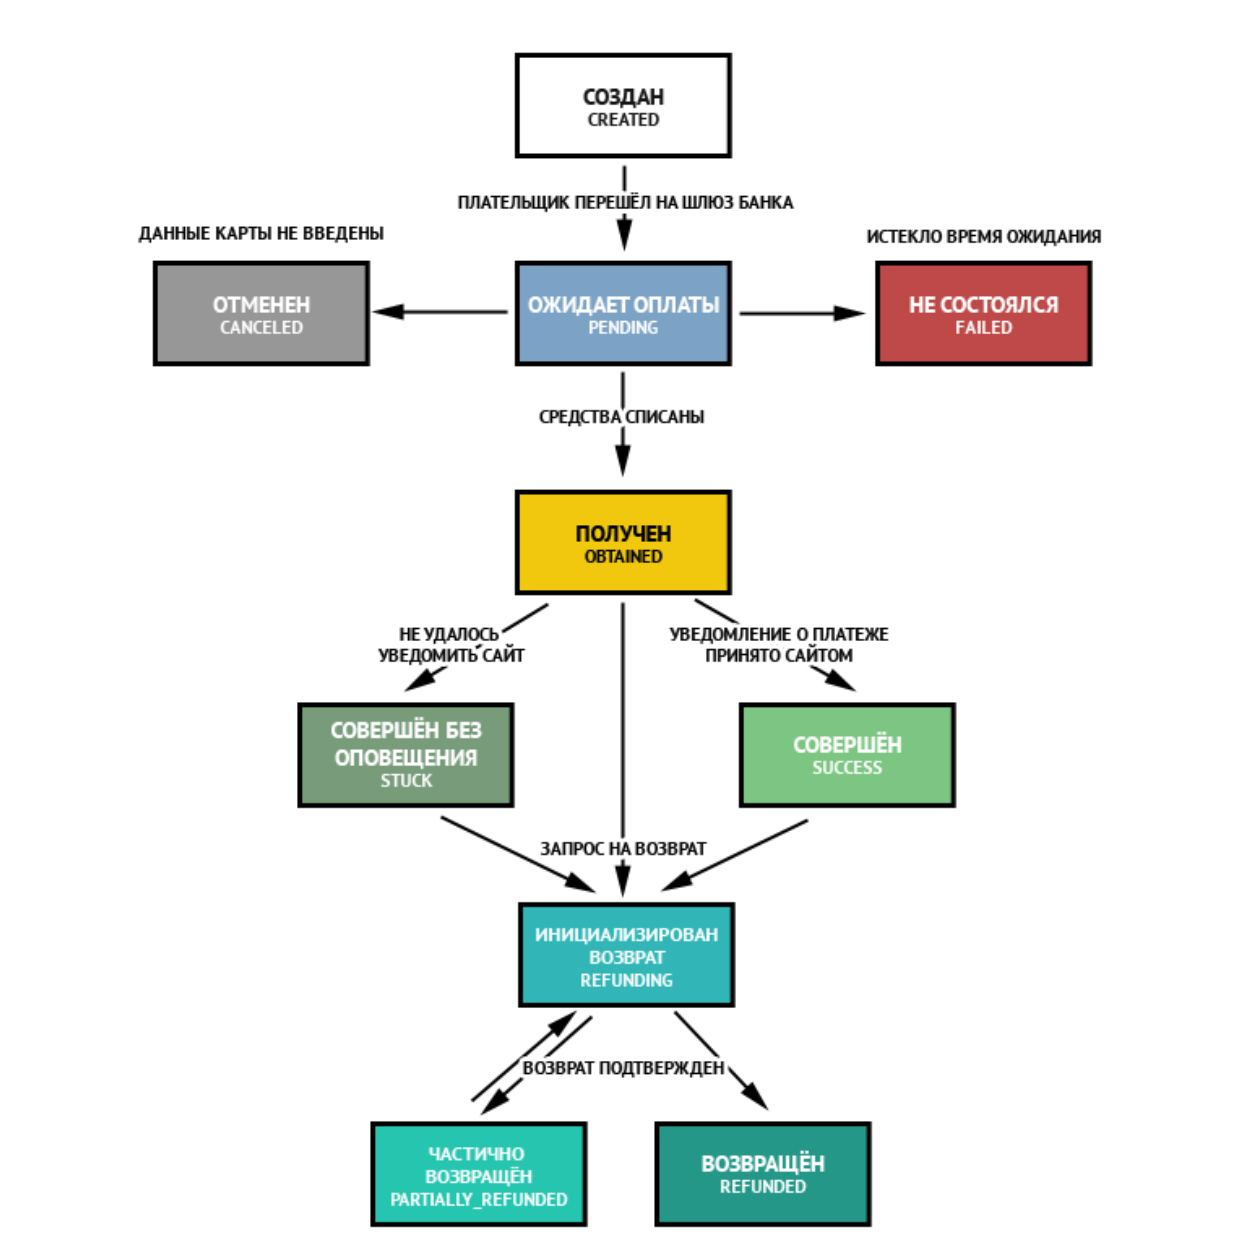 СОЗДАН
CREATED
ПЛАТЕЛЬЩИК ПЕРЕШЁЛ НА ШЛЮЗ БАНКА
ДАННЫЕ КАРТЫ НЕ ВВЕДЕНЫ
ИСТЕКЛО ВРЕМЯ ОЖИДАНИЯ
ОТМЕНЕН
CANCELED
ОЖИДАЕТ ОПЛАТЫ
PENDING
НЕ СОСТОЯЛСЯ
FAILED
СРЕДСТВА СПИСАНЫ
ПОЛУЧЕН
OBTAINED
НЕ УДАЛОСЬ
УВЕДОМИТЬ САЙТ
УВЕДОМЛЕНИЕ О ПЛАТЕЖЕ
ПРИНЯТО САЙТОМ
СОВЕРШЁН БЕЗ
ОПОВЕЩЕНИЯ
STUCK
СОВЕРШЁН
SUCCESS
ЗАПРОС НА ВОЗВРАТ
ИНИЦИАЛИЗИРОВАН
ВОЗВРАТ
REFUNDING
ВОЗВРАТ ПОДТВЕРЖДЕН
ЧАСТИЧНО
ВОЗВРАЩЁН
PARTIALLY_REFUNDED
ВОЗВРАЩЁН
REFUNDED